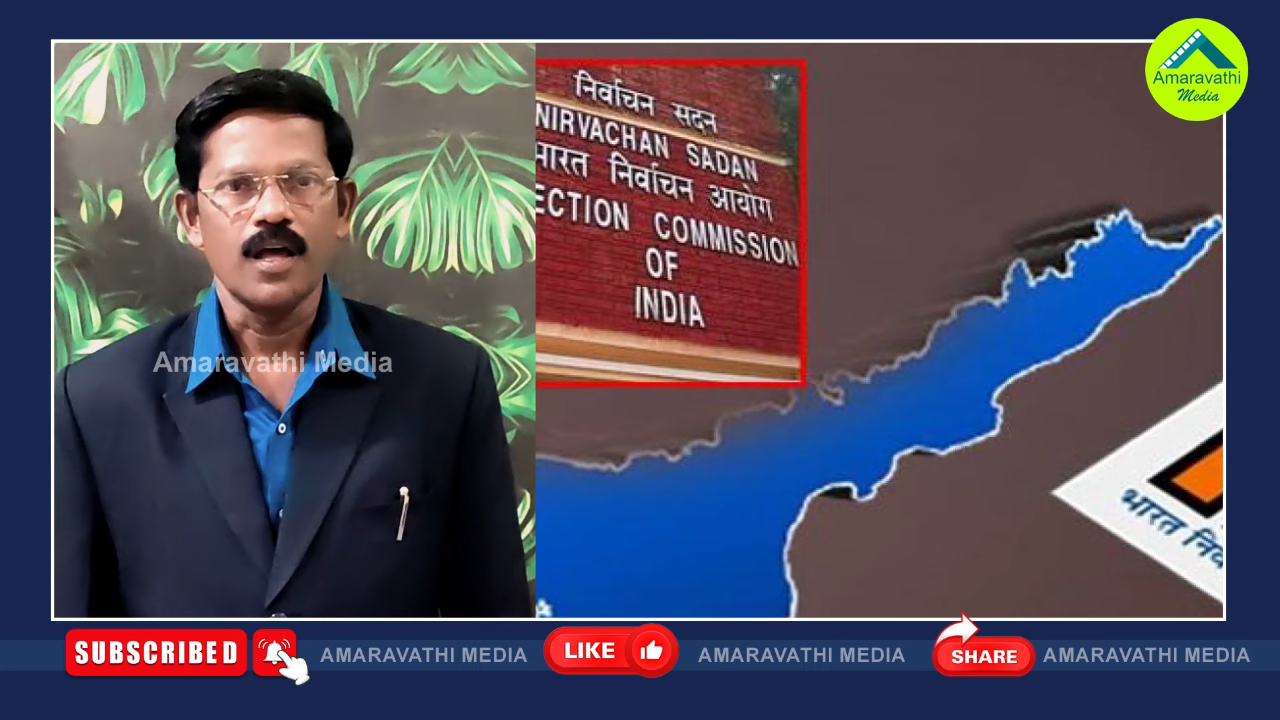 Amaravathi
Media
निर्वाचन सदन
NIRVACHAN SADAN
भारत निर्वाचन आयोग
ECTION COMMISSION
OF
INDIA
Amaravathi Media
भारत
SUBSCRIBED
AMARAVATHI MEDIA
LIKE
AMARAVATHI MEDIA
SHARE
AMARAVATHI MEDIA